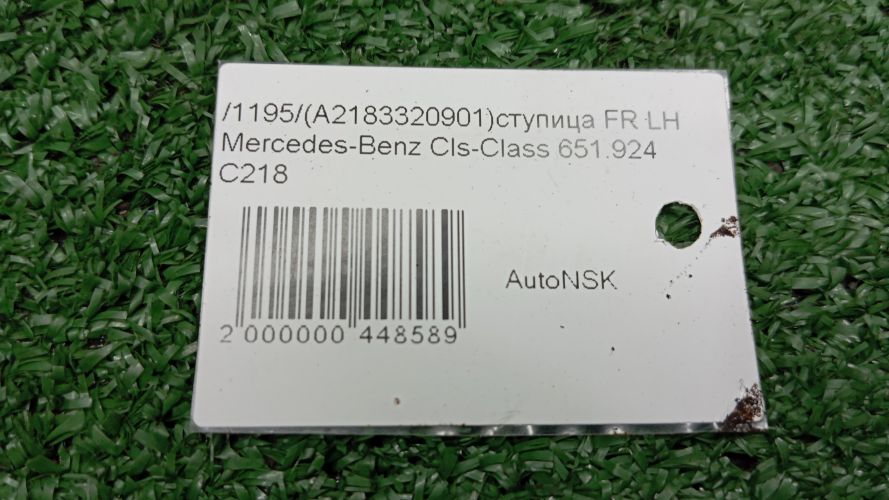 /1195/(A2183320901)ступица FR LH
Mercedes-Benz Cls-Class 651.924
C218
AutoNSK
2 000000 448589